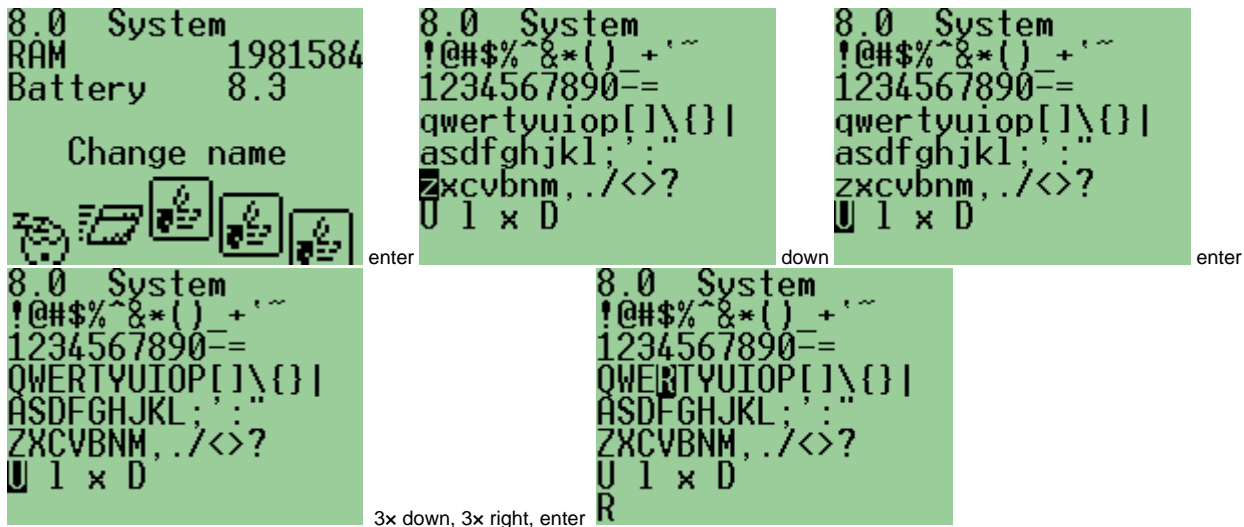 8.0 System
RAM 1981584
Battery 8.3
Change name
enter
8.0 System
!@#$%^&*()_+`~
1234567890-=
qwertyuiop[]\{}|
asdfghjkl;':"
zxcvbnm,./<>?
U l x D
down
8.0 System
!@#$%^&*()_+`~
1234567890-=
qwertyuiop[]\{}|
asdfghjkl;':"
zxcvbnm,./<>?
U l x D
enter
8.0 System
!@#$%^&*()_+`~
1234567890-=
QWERTYUIOP[]\{}|
ASDFGHJKL;':"
ZXCVBNM,./<>?
U l x D
3× down, 3× right, enter
8.0 System
!@#$%^&*()_+`~
1234567890-=
QWERTYUIOP[]\{}|
ASDFGHJKL;':"
ZXCVBNM,./<>?
U l x D
R